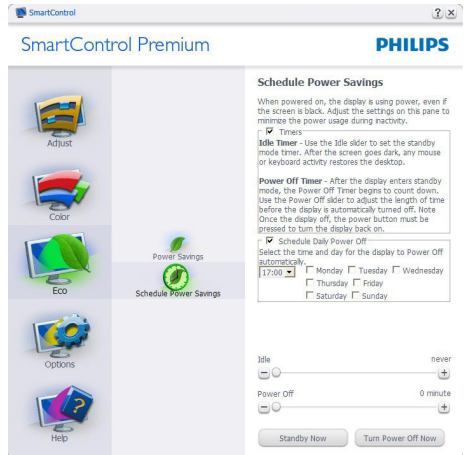 SmartControl
SmartControl Premium
PHILIPS
Adjust
Color
Eco
Options
Help
Power Savings
Schedule Power Savings
Schedule Power Savings
When powered on, the display is using power, even if
the screen is black. Adjust the settings on this pane to
minimize the power usage during inactivity.
Timers
Idle Timer - Use the Idle slider to set the standby
mode timer. After the screen goes dark, any mouse
or keyboard activity restores the desktop.
Power Off Timer - After the display enters standby
mode, the Power Off Timer begins to count down.
Use the Power Off slider to adjust the length of time
before the display is automatically turned off. Note
Once the display off, the power button must be
pressed to turn the display back on.
Schedule Daily Power Off
Select the time and day for the display to Power Off
automatically.
17:00 Monday Tuesday Wednesday
Thursday Friday
Saturday Sunday
Idle never
Power Off 0 minute
Standby Now Turn Power Off Now